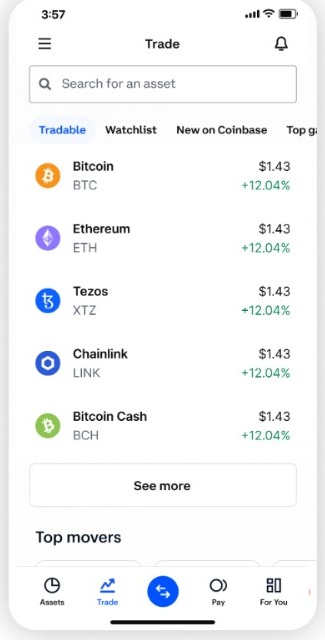 3:57
Trade
Search for an asset
Tradable Watchlist New on Coinbase Top ga
Bitcoin $1.43
BTC +12.04%
Ethereum $1.43
ETH +12.04%
Tezos $1.43
XTZ +12.04%
Chainlink $1.43
LINK +12.04%
Bitcoin Cash $1.43
BCH +12.04%
See more
Top movers
Assets Trade Pay For You